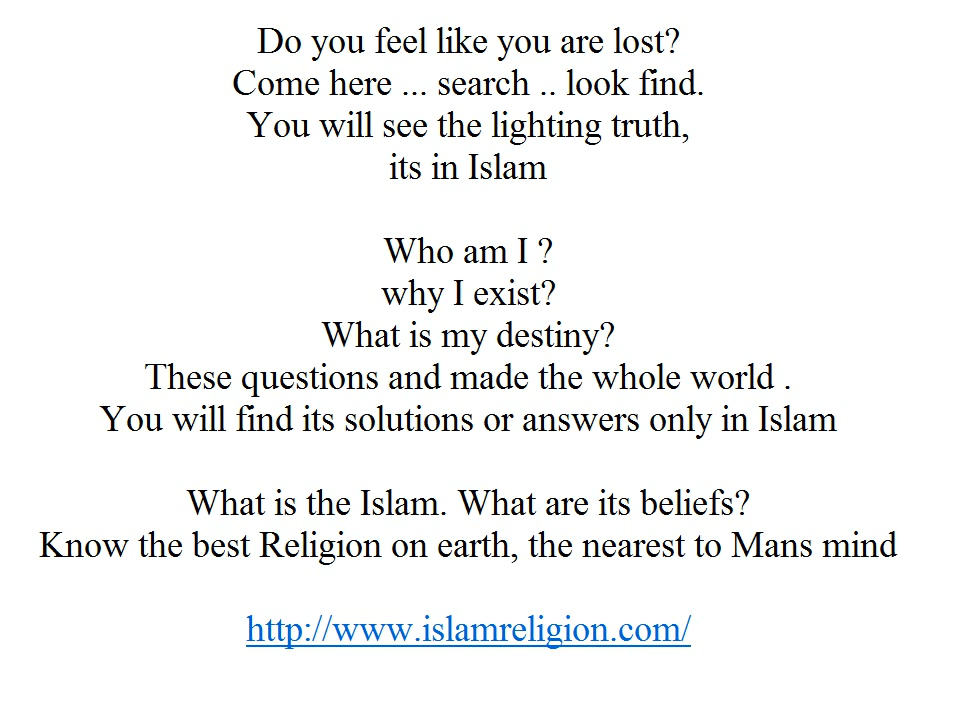 Do you feel like you are lost?
Come here ... search .. look find.
You will see the lighting truth,
its in Islam
Who am I ?
why I exist?
What is my destiny?
These questions and made the whole world .
You will find its solutions or answers only in Islam
What is the Islam. What are its beliefs?
Know the best Religion on earth, the nearest to Mans mind
http://www.islamreligion.com/